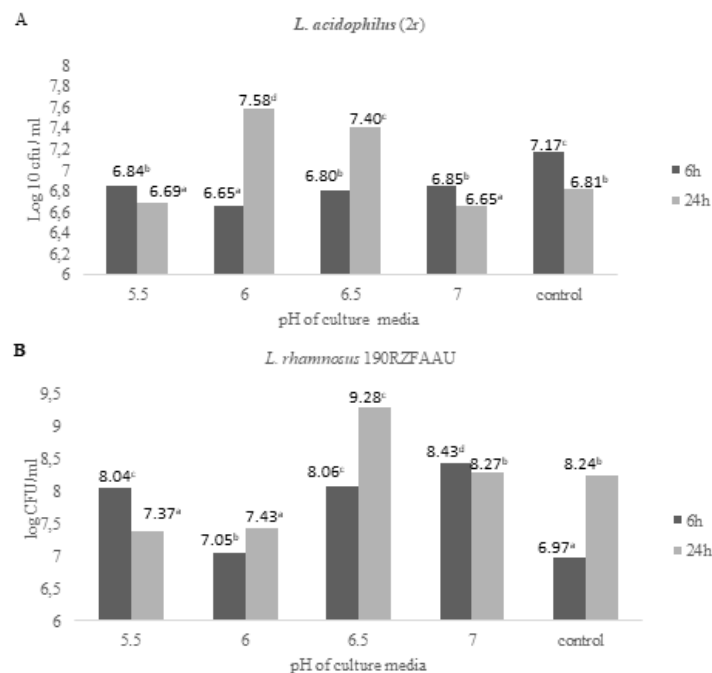 A
L. acidophilus (2r)
Log 10 cfu/ ml
8
7,8
7,6
7,4
7,2
7
6,8
6,6
6,4
6,2
6
6.84ᵇ
6.69ᵃ
6.65ᵃ
7.58ᵈ
6.80ᵇ
7.40ᶜ
6.85ᵇ
6.65ᵃ
7.17ᶜ
6.81ᵇ
6h
24h
5.5 6 6.5 7 control
pH of culture media
B
L. rhamnosus 190RZFAAU
log CFU/ml
9,5
9
8,5
8
7,5
7
6,5
6
8.04ᶜ
7.37ᵃ
7.05ᵇ
7.43ᵃ
8.06ᶜ
9.28ᶜ
8.43ᵈ
8.27ᵇ
6.97ᵃ
8.24ᵇ
6h
24h
5.5 6 6.5 7 control
pH of culture media